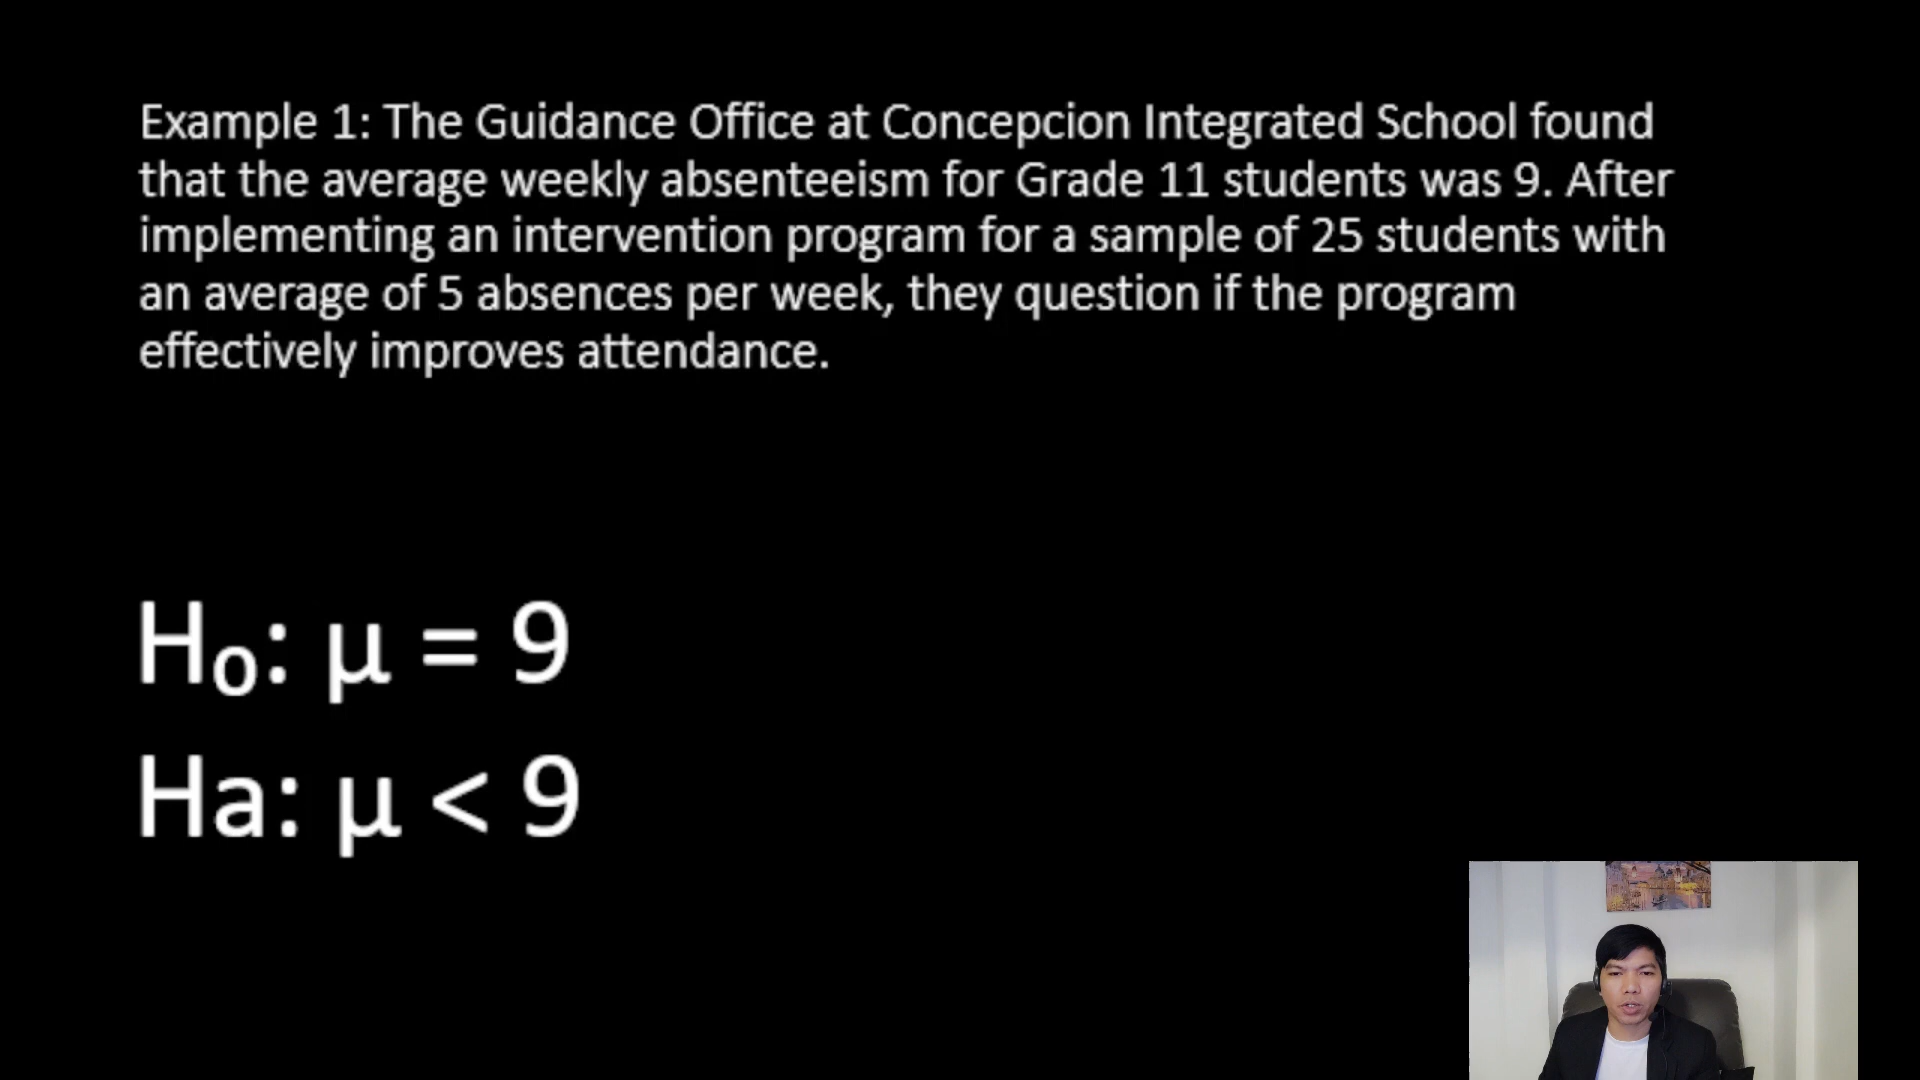 Example 1: The Guidance Office at Concepcion Integrated School found
that the average weekly absenteeism for Grade 11 students was 9. After
implementing an intervention program for a sample of 25 students with
an average of 5 absences per week, they question if the program
effectively improves attendance.
H₀: μ = 9
Ha: μ < 9